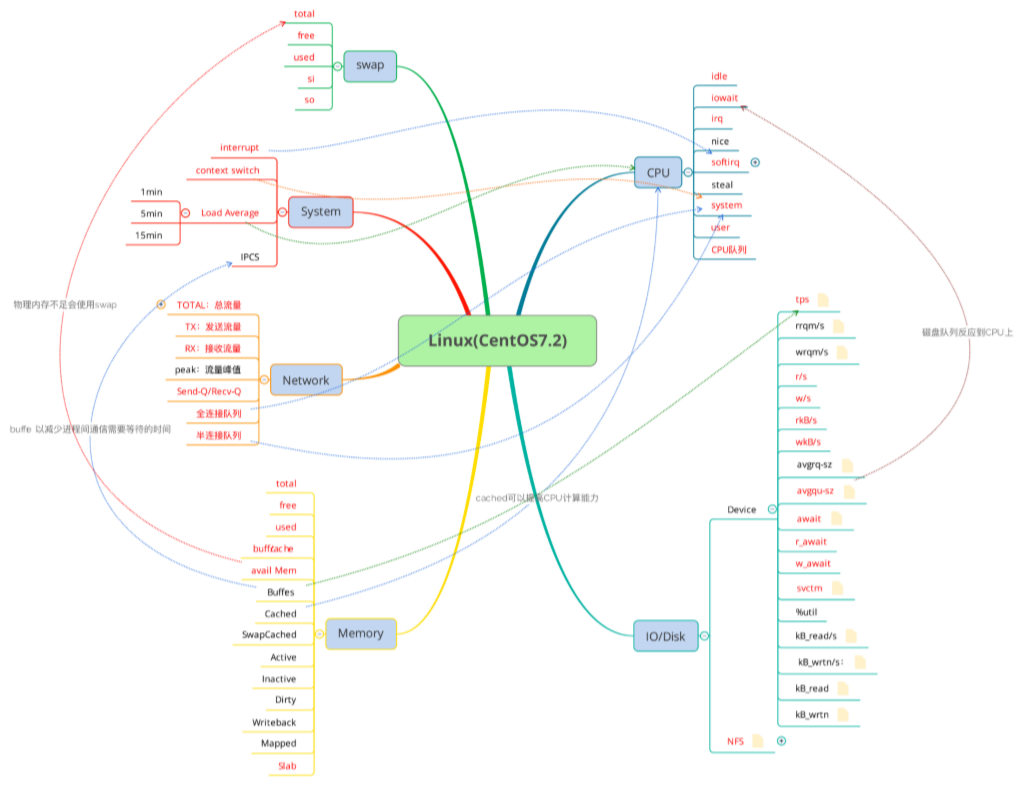 Linux(CentOS7.2)
swap
total
free
used
si
so
System
interrupt
context switch
Load Average
1min
5min
15min
IPCS
Network
TOTAL：总流量
TX：发送流量
RX：接收流量
peak：流量峰值
Send-Q/Recv-Q
全连接队列
半连接队列
Memory
total
free
used
buff/cache
avail Mem
Buffes
Cached
SwapCached
Active
Inactive
Dirty
Writeback
Mapped
Slab
CPU
idle
iowait
irq
nice
softirq
steal
system
user
CPU队列
IO/Disk
Device
tps
rrqm/s
wrqm/s
r/s
w/s
rkB/s
wkB/s
avgrq-sz
avgqu-sz
await
r_await
w_await
svctm
%util
kB_read/s
kB_wrtn/s：
kB_read
kB_wrtn
NFS
物理内存不足会使用swap
buffe 以减少进程间通信需要等待的时间
cached可以提高CPU计算能力
磁盘队列反应到CPU上